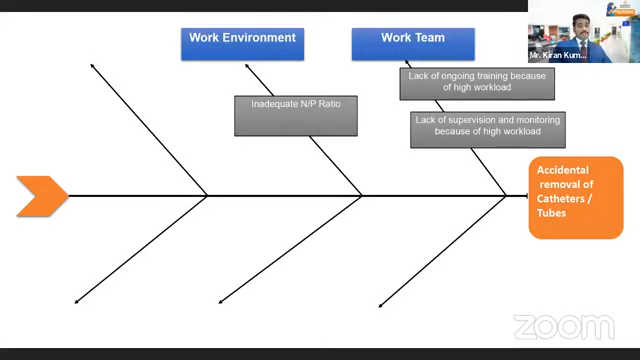 Work Environment
Work Team
Lack of ongoing training because
of high workload
Inadequate N/P Ratio
Lack of supervision and monitoring
because of high workload
Accidental
removal of
Catheters /
Tubes
Mr. Kiran Kum...
zoom